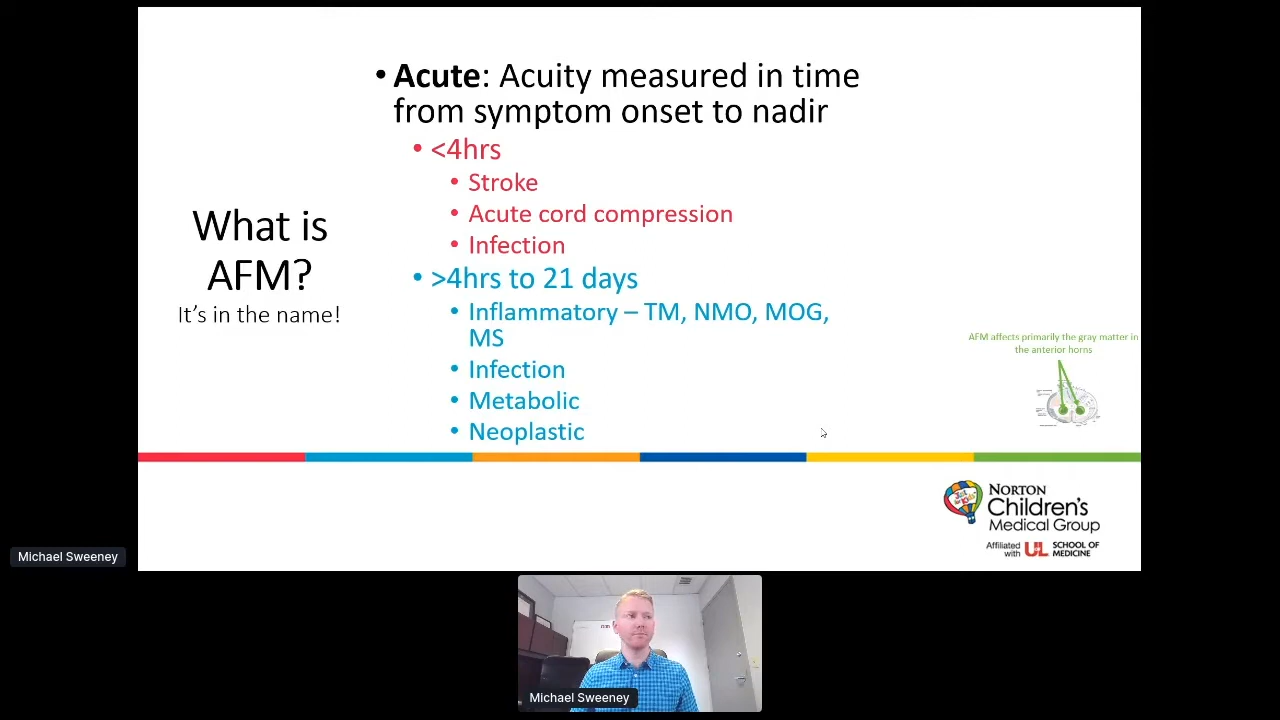 • Acute: Acuity measured in time
from symptom onset to nadir
• <4hrs
• Stroke
• Acute cord compression
• Infection
• >4hrs to 21 days
• Inflammatory – TM, NMO, MOG,
MS
• Infection
• Metabolic
• Neoplastic
What is
AFM?
It's in the name!
AFM affects primarily the gray matter in
the anterior horns
Just for Kids
NORTON
Children's
Medical Group
Affiliated
with
UL
SCHOOL OF
MEDICINE
Michael Sweeney
Michael Sweeney